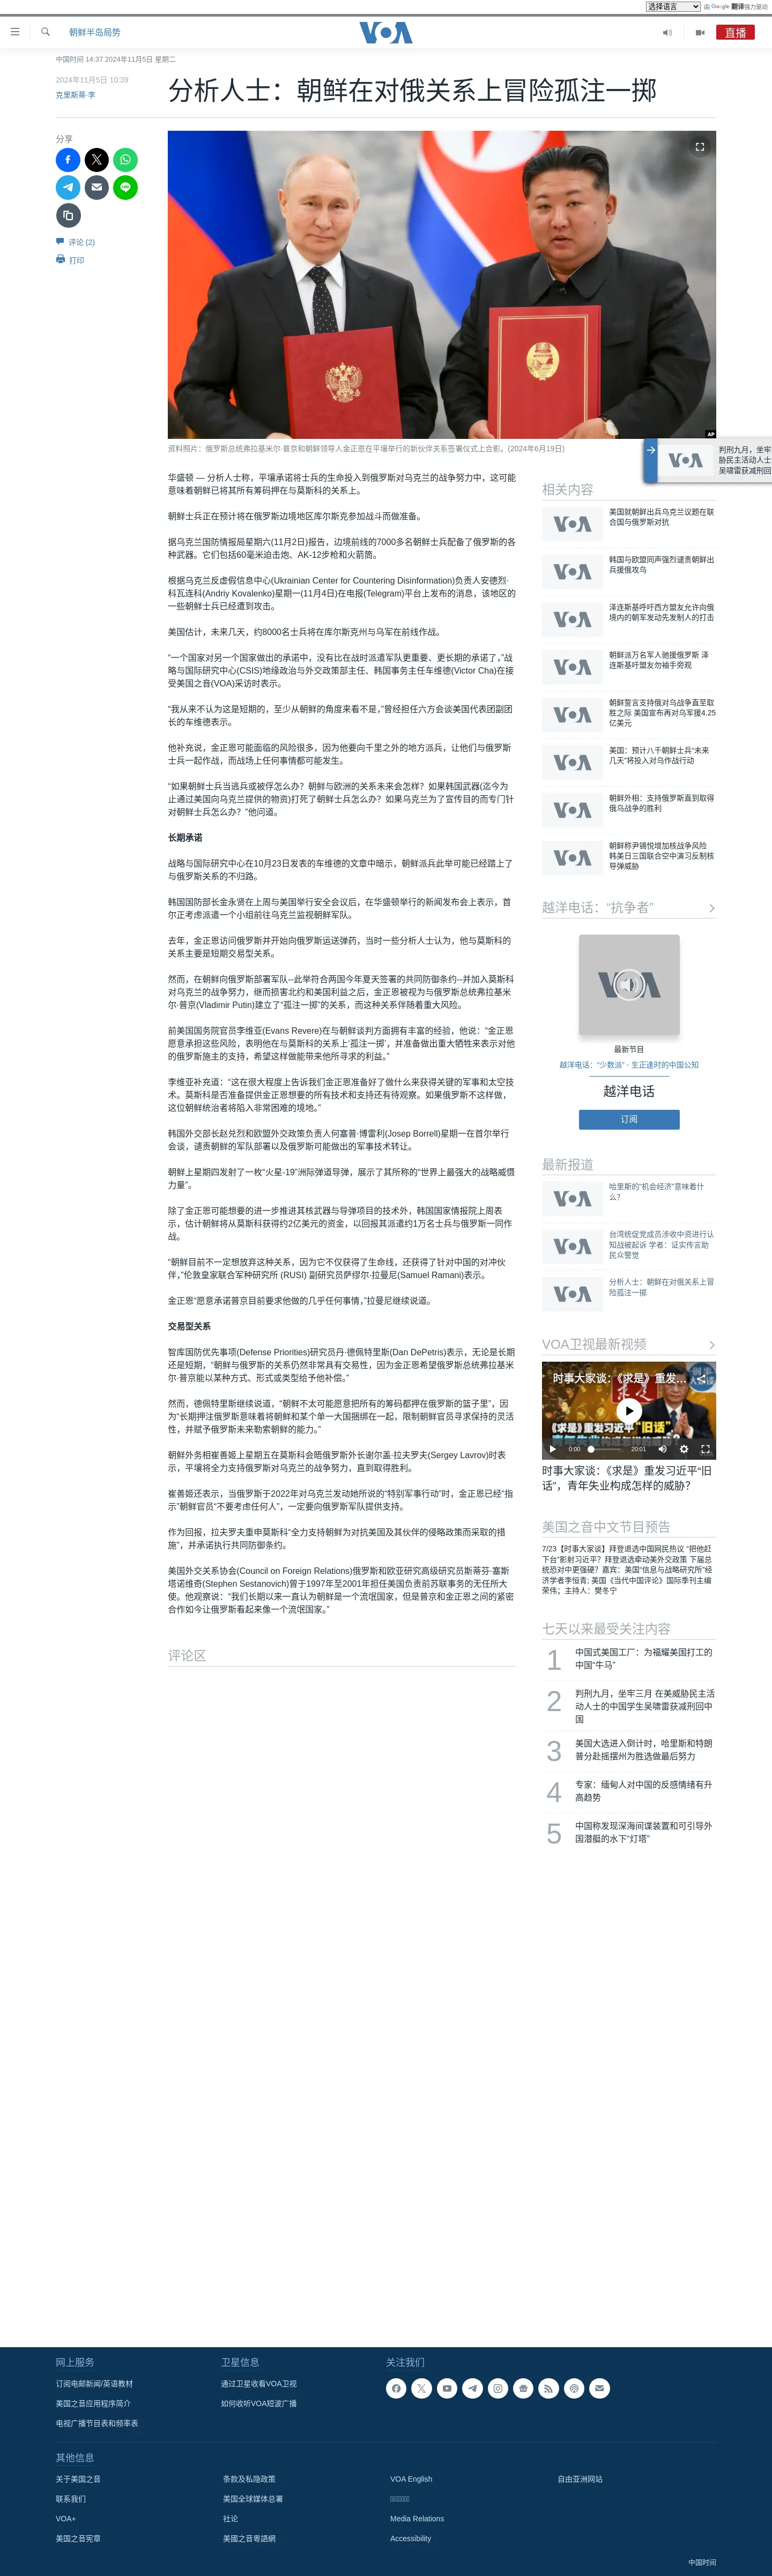 选择语言
由 Google 翻译强力驱动
朝鲜半岛局势
VOA
直播
中国时间 14:37 2024年11月5日 星期二
2024年11月5日 10:39
克里斯蒂·李
分析人士：朝鲜在对俄关系上冒险孤注一掷
分享
评论 (2)
打印
AP
资料照片：俄罗斯总统弗拉基米尔·普京和朝鲜领导人金正恩在平壤举行的新伙伴关系签署仪式上合影。(2024年6月19日)
华盛顿 — 分析人士称，平壤承诺将士兵的生命投入到俄罗斯对乌克兰的战争努力中，这可能
意味着朝鲜已将其所有筹码押在与莫斯科的关系上。
朝鲜士兵正在预计将在俄罗斯边境地区库尔斯克参加战斗而做准备。
据乌克兰国防情报局星期六(11月2日)报告，边境前线的7000多名朝鲜士兵配备了俄罗斯的各
种武器。它们包括60毫米迫击炮、AK-12步枪和火箭筒。
根据乌克兰反虚假信息中心(Ukrainian Center for Countering Disinformation)负责人安德烈·
科瓦连科(Andriy Kovalenko)星期一(11月4日)在电报(Telegram)平台上发布的消息，该地区的
一些朝鲜士兵已经遭到攻击。
美国估计，未来几天，约8000名士兵将在库尔斯克州与乌军在前线作战。
“一个国家对另一个国家做出的承诺中，没有比在战时派遣军队更重要、更长期的承诺了，”战
略与国际研究中心(CSIS)地缘政治与外交政策部主任、韩国事务主任车维德(Victor Cha)在接
受美国之音(VOA)采访时表示。
“我从来不认为这是短期的，至少从朝鲜的角度来看不是，”曾经担任六方会谈美国代表团副团
长的车维德表示。
他补充说，金正恩可能面临的风险很多，因为他要向千里之外的地方派兵，让他们与俄罗斯
士兵一起作战，而战场上任何事情都可能发生。
“如果朝鲜士兵当逃兵或被俘怎么办？朝鲜与欧洲的关系未来会怎样？如果韩国武器(迄今为
止通过美国向乌克兰提供的物资)打死了朝鲜士兵怎么办？如果乌克兰为了宣传目的而专门针
对朝鲜士兵怎么办？”他问道。
长期承诺
战略与国际研究中心在10月23日发表的车维德的文章中暗示，朝鲜派兵此举可能已经踏上了
与俄罗斯关系的不归路。
韩国国防部长金永贤在上周与美国举行安全会议后，在华盛顿举行的新闻发布会上表示，首
尔正考虑派遣一个小组前往乌克兰监视朝鲜军队。
去年，金正恩访问俄罗斯并开始向俄罗斯运送弹药，当时一些分析人士认为，他与莫斯科的
关系主要是短期交易型关系。
然而，在朝鲜向俄罗斯部署军队--此举符合两国今年夏天签署的共同防御条约--并加入莫斯科
对乌克兰的战争努力，继而损害北约和美国利益之后，金正恩被视为与俄罗斯总统弗拉基米
尔·普京(Vladimir Putin)建立了“孤注一掷”的关系，而这种关系伴随着重大风险。
前美国国务院官员李维亚(Evans Revere)在与朝鲜谈判方面拥有丰富的经验，他说：“金正恩
愿意承担这些风险，表明他在与莫斯科的关系上‘孤注一掷’，并准备做出重大牺牲来表示对他
的俄罗斯施主的支持，希望这样做能带来他所寻求的利益。”
李维亚补充道：“这在很大程度上告诉我们金正恩准备好了做什么来获得关键的军事和太空技
术。莫斯科是否准备提供金正恩想要的所有技术和支持还有待观察。如果俄罗斯不这样做，
这位朝鲜统治者将陷入非常困难的境地。”
韩国外交部长赵兑烈和欧盟外交政策负责人何塞普·博雷利(Josep Borrell)星期一在首尔举行
会谈，谴责朝鲜的军队部署以及俄罗斯可能做出的军事技术转让。
朝鲜上星期四发射了一枚“火星-19”洲际弹道导弹，展示了其所称的“世界上最强大的战略威慑
力量”。
除了金正恩可能想要的进一步推进其核武器与导弹项目的技术外，韩国国家情报院上周表
示，估计朝鲜将从莫斯科获得约2亿美元的资金，以回报其派遣约1万名士兵与俄罗斯一同作
战。
“朝鲜目前不一定想放弃这种关系，因为它不仅获得了生命线，还获得了针对中国的对冲伙
伴，”伦敦皇家联合军种研究所 (RUSI) 副研究员萨缪尔·拉曼尼(Samuel Ramani)表示。
金正恩“愿意承诺普京目前要求他做的几乎任何事情，”拉曼尼继续说道。
交易型关系
智库国防优先事项(Defense Priorities)研究员丹·德佩特里斯(Dan DePetris)表示，无论是长期
还是短期，“朝鲜与俄罗斯的关系仍然非常具有交易性，因为金正恩希望俄罗斯总统弗拉基米
尔·普京能以某种方式、形式或类型给予他补偿。”
然而，德佩特里斯继续说道，“朝鲜不太可能愿意把所有的筹码都押在俄罗斯的篮子里”，因
为“长期押注俄罗斯意味着将朝鲜和某个单一大国捆绑在一起，限制朝鲜官员寻求保持的灵活
性，并赋予俄罗斯未来勒索朝鲜的能力。”
朝鲜外务相崔善姬上星期五在莫斯科会晤俄罗斯外长谢尔盖·拉夫罗夫(Sergey Lavrov)时表
示，平壤将全力支持俄罗斯对乌克兰的战争努力，直到取得胜利。
崔善姬还表示，当俄罗斯于2022年对乌克兰发动她所说的“特别军事行动”时，金正恩已经“指
示”朝鲜官员“不要考虑任何人”，一定要向俄罗斯军队提供支持。
作为回报，拉夫罗夫重申莫斯科“全力支持朝鲜为对抗美国及其伙伴的侵略政策而采取的措
施”，并承诺执行共同防御条约。
美国外交关系协会(Council on Foreign Relations)俄罗斯和欧亚研究高级研究员斯蒂芬·塞斯
塔诺维奇(Stephen Sestanovich)曾于1997年至2001年担任美国负责前苏联事务的无任所大
使。他观察说：“我们长期以来一直认为朝鲜是一个流氓国家，但是普京和金正恩之间的紧密
合作如今让俄罗斯看起来像一个流氓国家。”
评论区
VOA
判刑九月，坐牢
胁民主活动人士
吴啸雷获减刑回
相关内容
VOA
美国就朝鲜出兵乌克兰议题在联
合国与俄罗斯对抗
VOA
韩国与欧盟同声强烈谴责朝鲜出
兵援俄攻乌
VOA
泽连斯基呼吁西方盟友允许向俄
境内的朝军发动先发制人的打击
VOA
朝鲜派万名军人驰援俄罗斯 泽
连斯基吁盟友勿袖手旁观
VOA
朝鲜誓言支持俄对乌战争直至取
胜之际 美国宣布再对乌军援4.25
亿美元
VOA
美国：预计八千朝鲜士兵“未来
几天”将投入对乌作战行动
VOA
朝鲜外相：支持俄罗斯直到取得
俄乌战争的胜利
VOA
朝鲜称尹锡悦增加核战争风险
韩美日三国联合空中演习反制核
导弹威胁
越洋电话：“抗争者”
VOA
最新节目
越洋电话：“少数派” - 生正逢时的中国公知
越洋电话
订阅
最新报道
VOA
哈里斯的“机会经济”意味着什
么？
VOA
台湾统促党成员涉收中资进行认
知战被起诉 学者：证实传言助
民众警觉
VOA
分析人士：朝鲜在对俄关系上冒
险孤注一掷
VOA卫视最新视频
时事大家谈：《求是》重发…
《求是》重发习近平“旧话”
0:00
20:01
时事大家谈：《求是》重发习近平“旧
话”，青年失业构成怎样的威胁？
美国之音中文节目预告
7/23【时事大家谈】拜登退选中国网民热议 “把他赶
下台”影射习近平？拜登退选牵动美外交政策 下届总
统恐对中更强硬？嘉宾：美国“信息与战略研究所”经
济学者李恒青; 美国《当代中国评论》国际季刊主编
荣伟；主持人：樊冬宁
七天以来最受关注内容
1
中国式美国工厂：为福耀美国打工的
中国“牛马”
2
判刑九月，坐牢三月 在美威胁民主活
动人士的中国学生吴啸雷获减刑回中
国
3
美国大选进入倒计时，哈里斯和特朗
普分赴摇摆州为胜选做最后努力
4
专家：缅甸人对中国的反感情绪有升
高趋势
5
中国称发现深海间谍装置和可引导外
国潜艇的水下“灯塔”
网上服务
订阅电邮新闻/英语教材
美国之音应用程序简介
电视广播节目表和频率表
卫星信息
通过卫星收看VOA卫视
如何收听VOA短波广播
关注我们
其他信息
关于美国之音
联系我们
VOA+
美国之音宪章
条款及私隐政策
美国全球媒体总署
社论
美國之音粵語網
VOA English
Media Relations
Accessibility
自由亚洲网站
中国时间